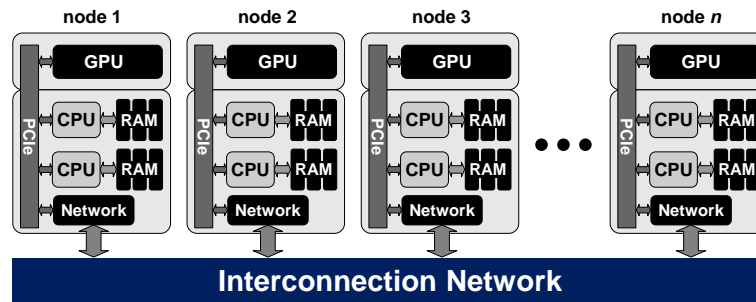 node 1 node 2 node 3 node n
GPU GPU GPU GPU
PCIe PCIe PCIe PCIe
CPU RAM CPU RAM CPU RAM CPU RAM
CPU RAM CPU RAM CPU RAM CPU RAM
Network Network Network Network
Interconnection Network